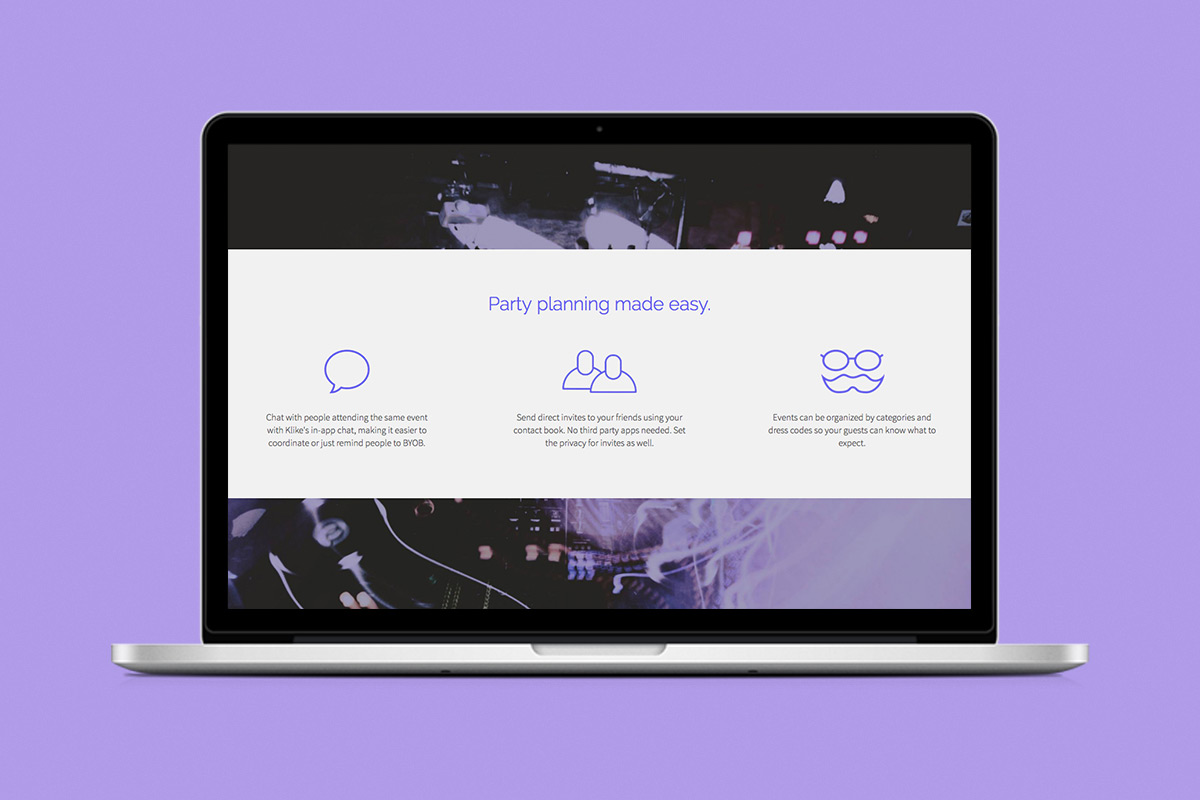 Party planning made easy.
Chat with people attending the same event
with Klike's in-app chat, making it easier to
coordinate or just remind people to BYOB.
Send direct invites to your friends using your
contact book. No third party apps needed. Set
the privacy for invites as well.
Events can be organized by categories and
dress codes so your guests can know what to
expect.